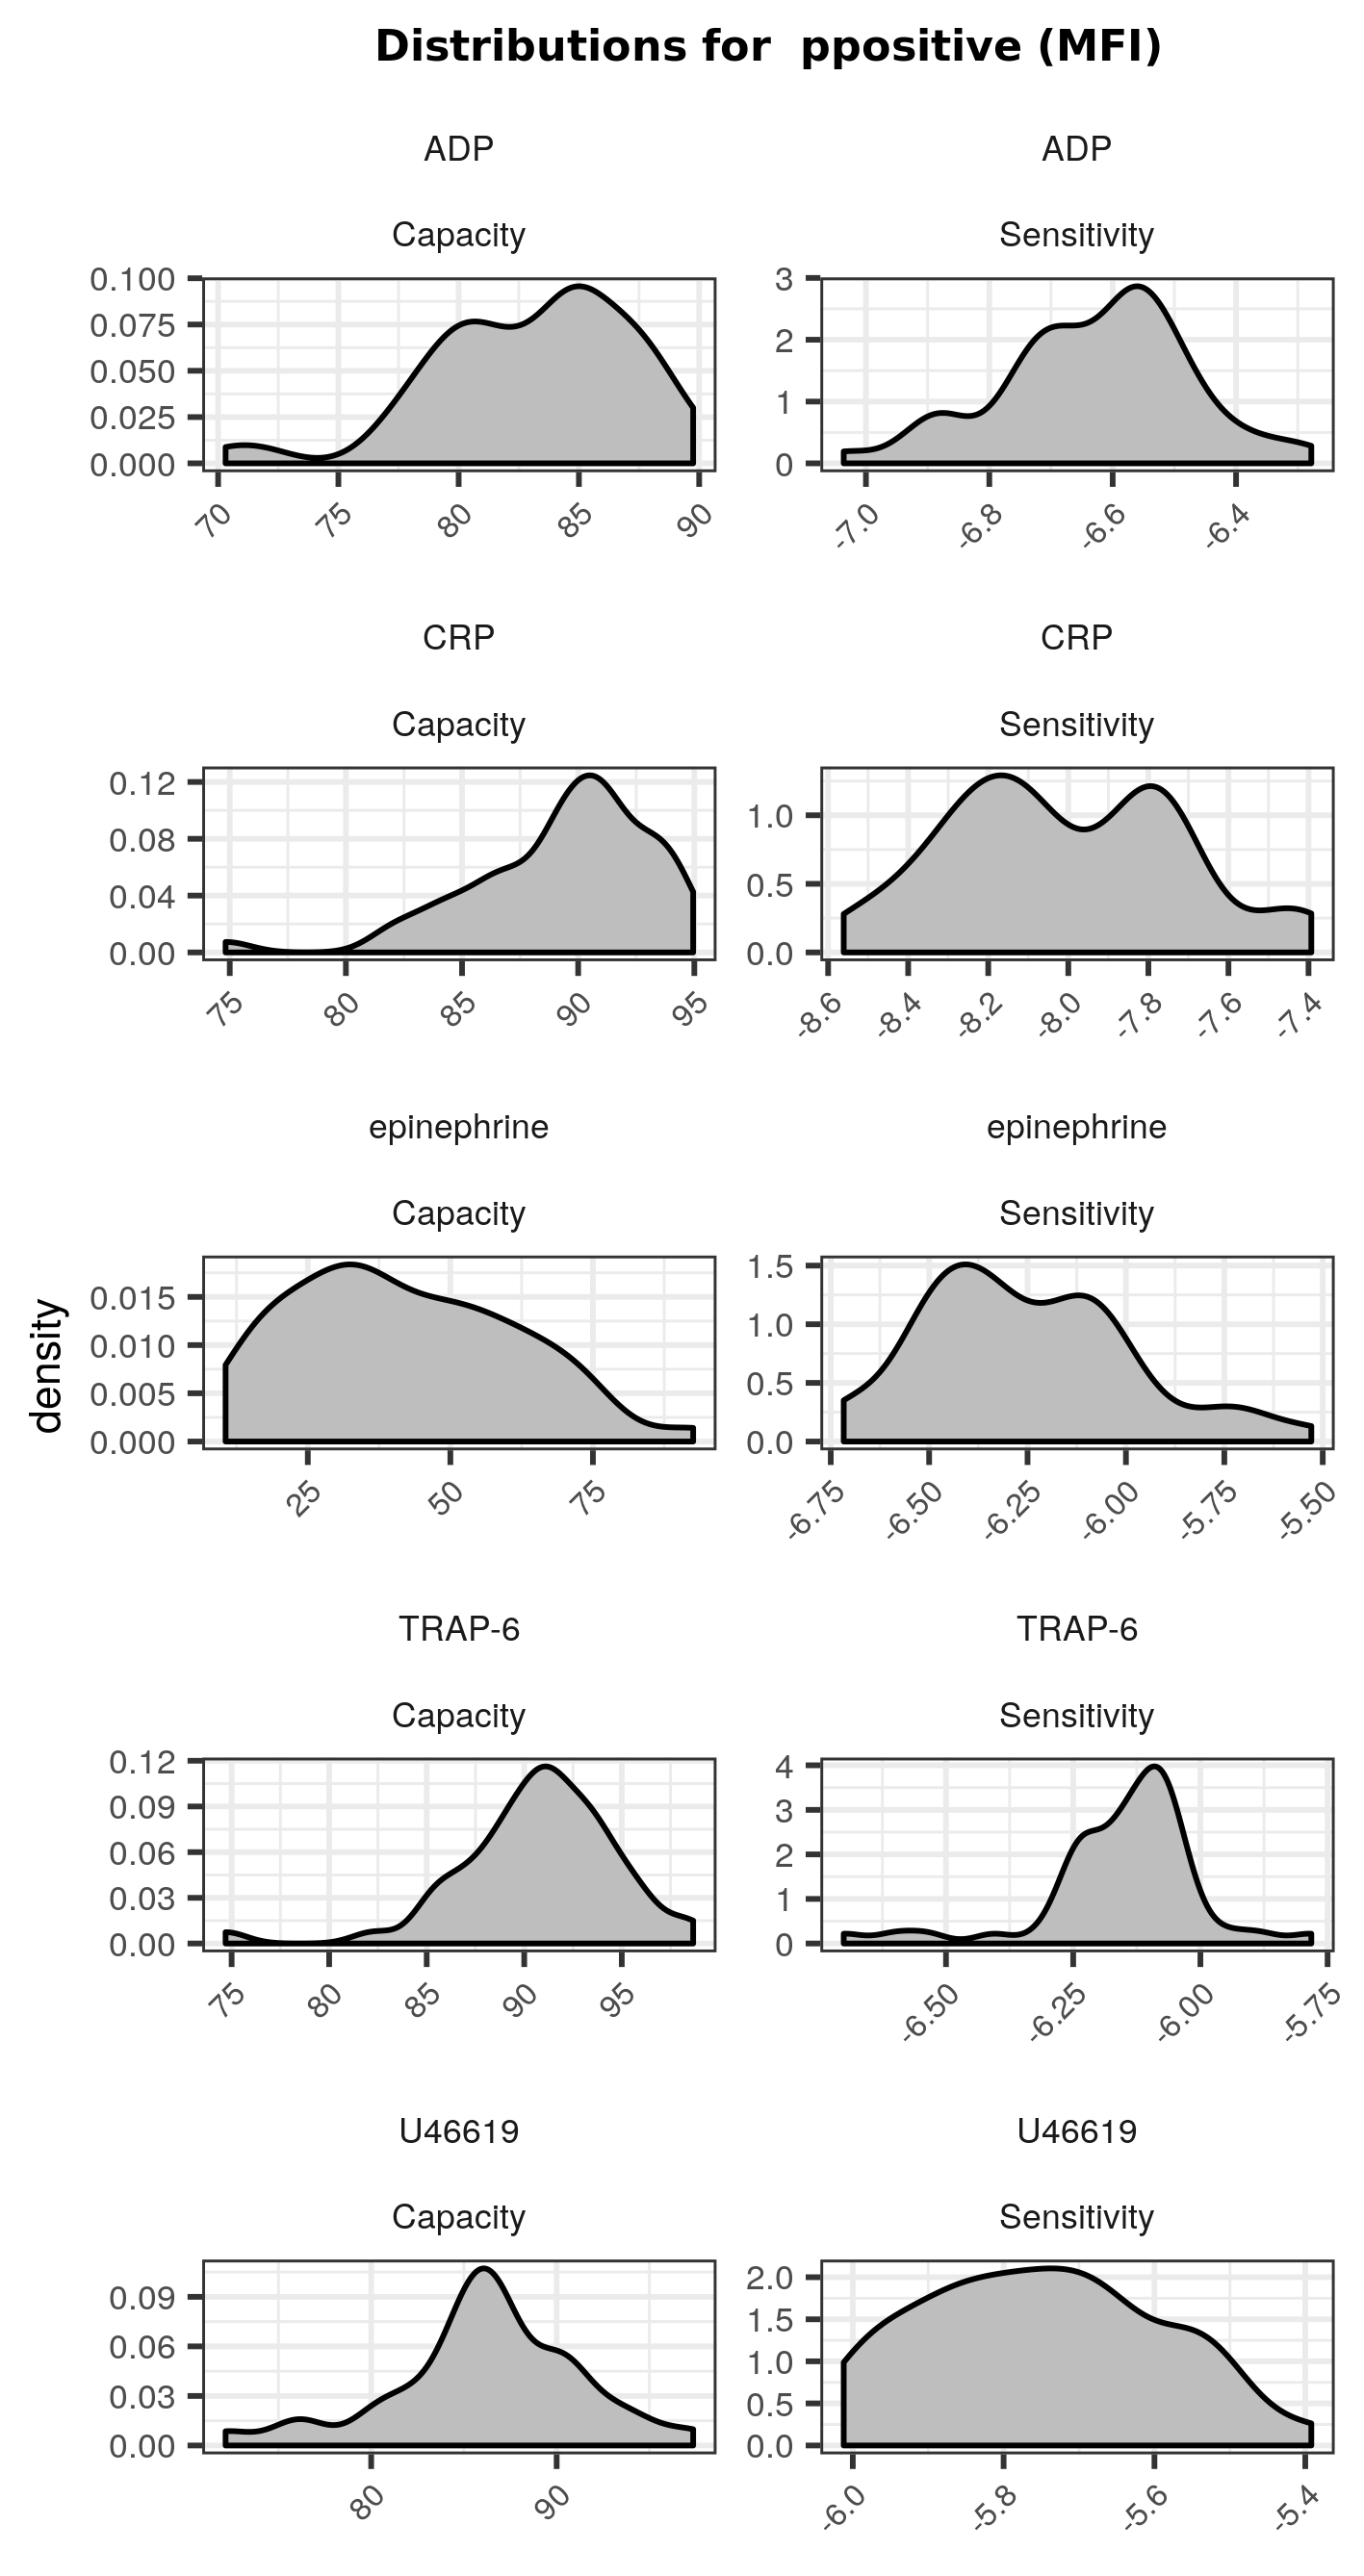 Distributions for  ppositive (MFI)
ADP
ADP
Capacity
Sensitivity
0.100
0.075
0.050
0.025
0.000
70 75 80 85 90
3
2
1
0
-7.0 -6.8 -6.6 -6.4
CRP
CRP
Capacity
Sensitivity
0.12
0.08
0.04
0.00
75 80 85 90 95
1.0
0.5
0.0
-8.6 -8.4 -8.2 -8.0 -7.8 -7.6 -7.4
epinephrine
epinephrine
Capacity
Sensitivity
density
0.015
0.010
0.005
0.000
25 50 75
1.5
1.0
0.5
0.0
-6.75 -6.50 -6.25 -6.00 -5.75 -5.50
TRAP-6
TRAP-6
Capacity
Sensitivity
0.12
0.09
0.06
0.03
0.00
75 80 85 90 95
4
3
2
1
0
-6.50 -6.25 -6.00 -5.75
U46619
U46619
Capacity
Sensitivity
0.09
0.06
0.03
0.00
80 90
2.0
1.5
1.0
0.5
0.0
-6.0 -5.8 -5.6 -5.4